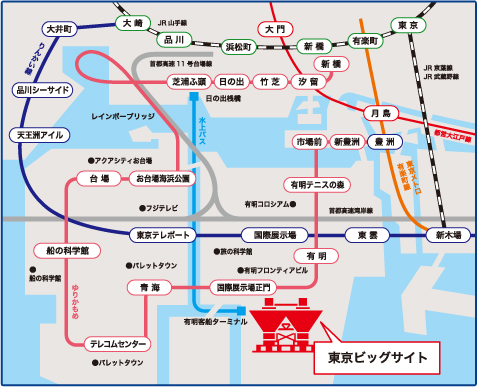 大井町
大崎
JR 山手線
品川
浜松町
大門
新橋
有楽町
東京
りんかい線
首都高速11号台場線
新橋
JR 京葉線
JR 武蔵野線
品川シーサイド
芝浦ふ頭
日の出
竹芝
汐留
日の出桟橋
レインボーブリッジ
水上バス
月島
都営大江戸線
天王洲アイル
市場前
新豊洲
豊洲
アクアシティお台場
台場
お台場海浜公園
有明テニスの森
東京メトロ
有楽町線
フジテレビ
有明コロシアム
首都高速湾岸線
東京テレポート
国際展示場
東雲
新木場
船の科学館
船の科学館
パレットタウン
旅の科学館
有明フロンティアビル
有明
ゆりかもめ
青海
国際展示場正門
有明客船ターミナル
テレコムセンター
パレットタウン
東京ビッグサイト